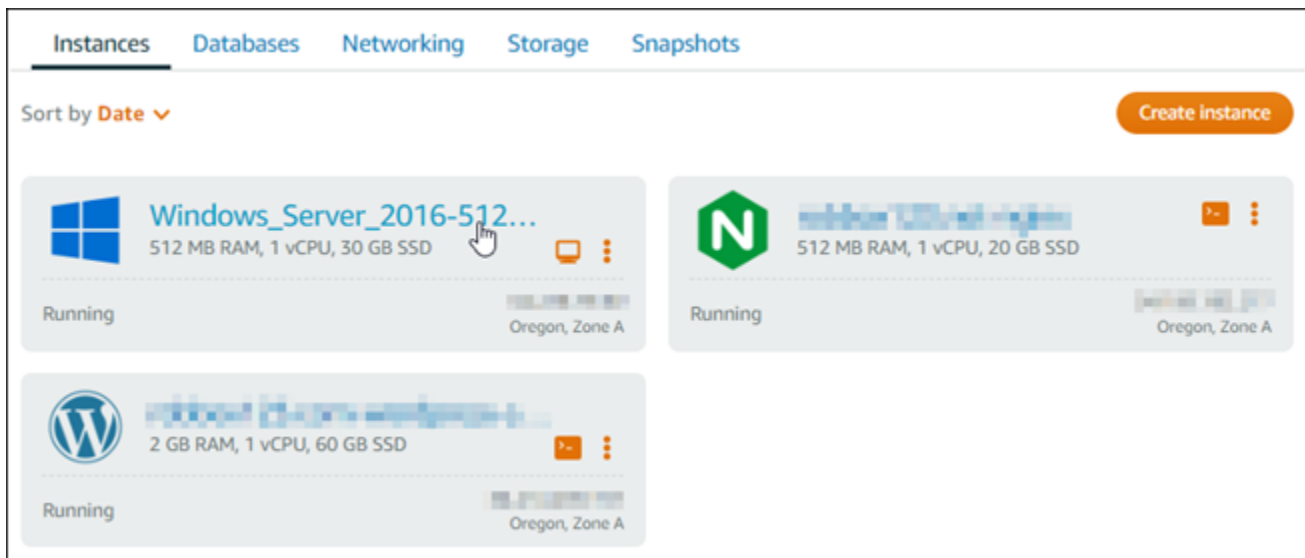 Instances Databases Networking Storage Snapshots
Sort by Date
Create instance
Windows_Server_2016-512...
512 MB RAM, 1 vCPU, 30 GB SSD
Running
Oregon, Zone A
N
512 MB RAM, 1 vCPU, 20 GB SSD
Running
Oregon, Zone A
W
2 GB RAM, 1 vCPU, 60 GB SSD
Running
Oregon, Zone A